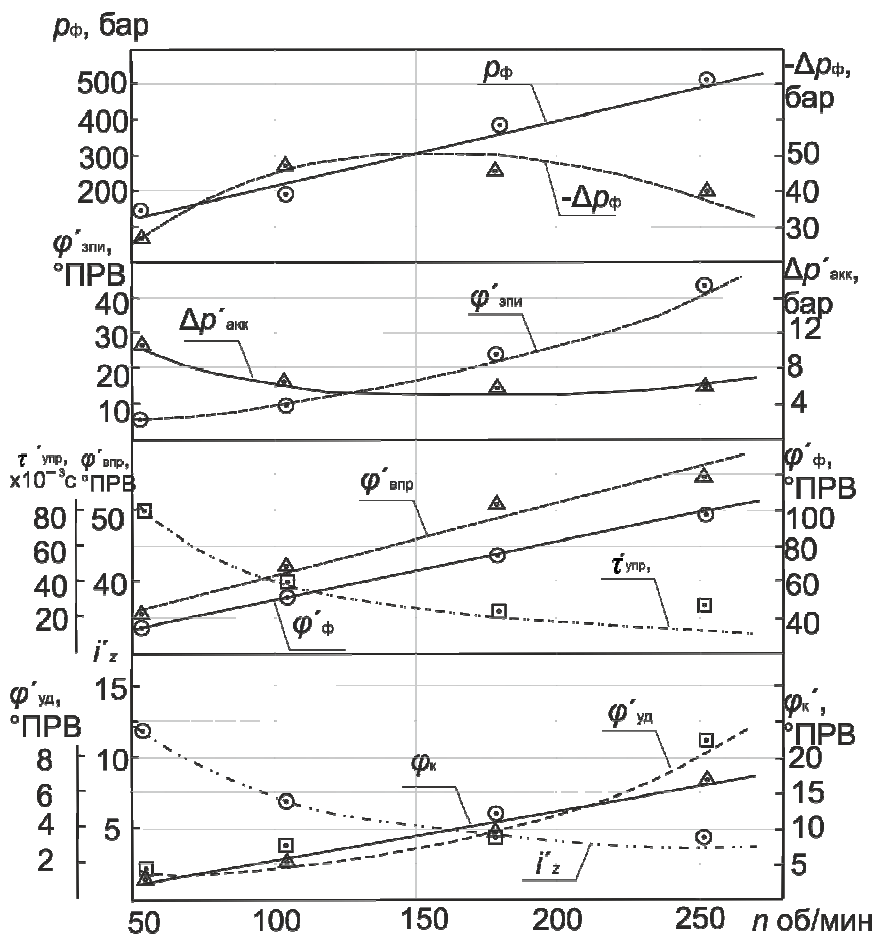 pф, бар
-Δpф,
бар
500
400
300
200
50
40
30
pф
-Δpф
φ′зпи,
°ПРВ
Δp′акк,
бар
40
30
20
10
12
8
4
Δp′акк
φ′зпи
τ′упр, φ′впр,
x10⁻³с °ПРВ
φ′ф,
°ПРВ
80
60
40
20
50
40
100
80
60
40
φ′впр
τ′упр,
φ′ф
i′z
φ′уд,
°ПРВ
φк′,
°ПРВ
8
6
4
2
15
10
5
20
15
10
5
φк
φ′уд
i′z
50 100 150 200 250 n об/мин